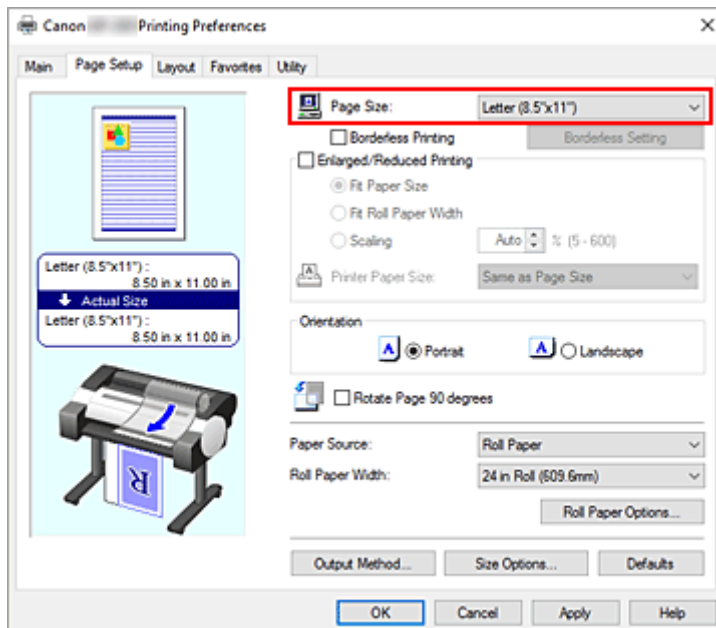 Canon Printing Preferences
Main Page Setup Layout Favorites Utility
Page Size: Letter (8.5"x11")
Borderless Printing Borderless Setting
Enlarged/Reduced Printing
Fit Paper Size
Fit Roll Paper Width
Scaling Auto % (5 - 600)
Printer Paper Size: Same as Page Size
Letter (8.5"x11") :
8.50 in x 11.00 in
Actual Size
Letter (8.5"x11") :
8.50 in x 11.00 in
Orientation
A Portrait A Landscape
Rotate Page 90 degrees
Paper Source: Roll Paper
Roll Paper Width: 24 in Roll (609.6mm)
Roll Paper Options...
R
Output Method... Size Options... Defaults
OK Cancel Apply Help